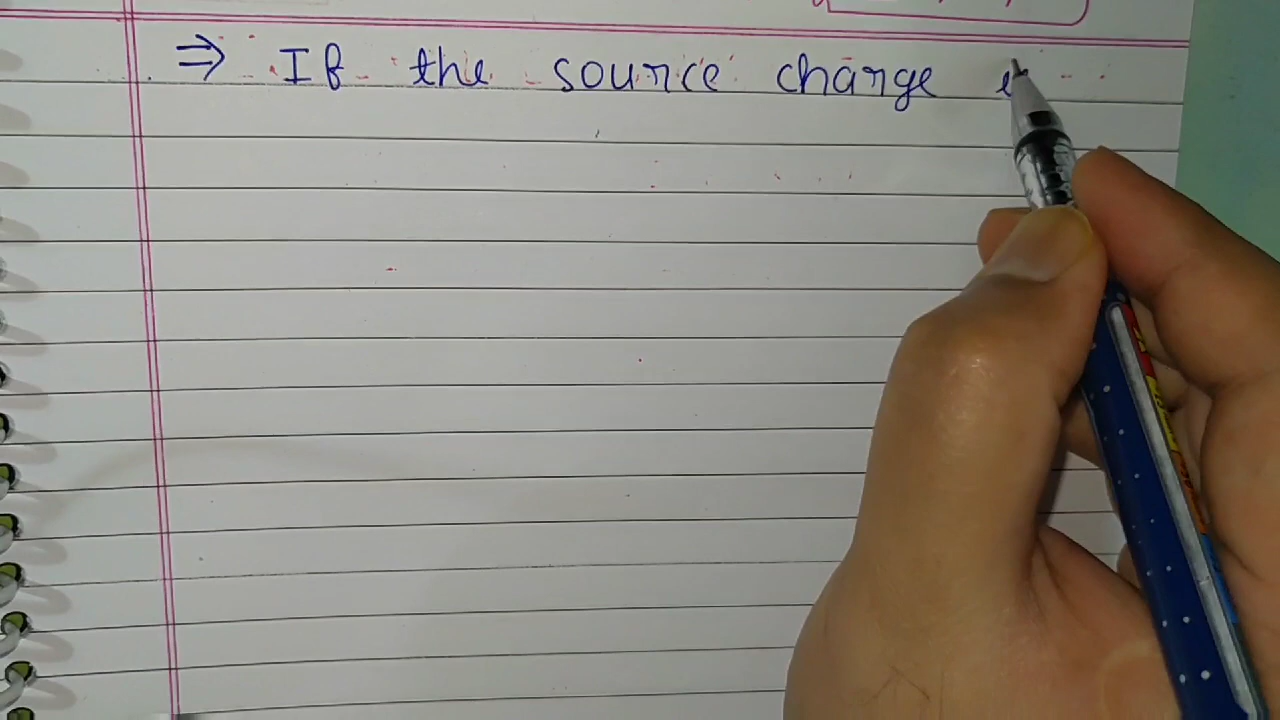 ⇒ If the source charge